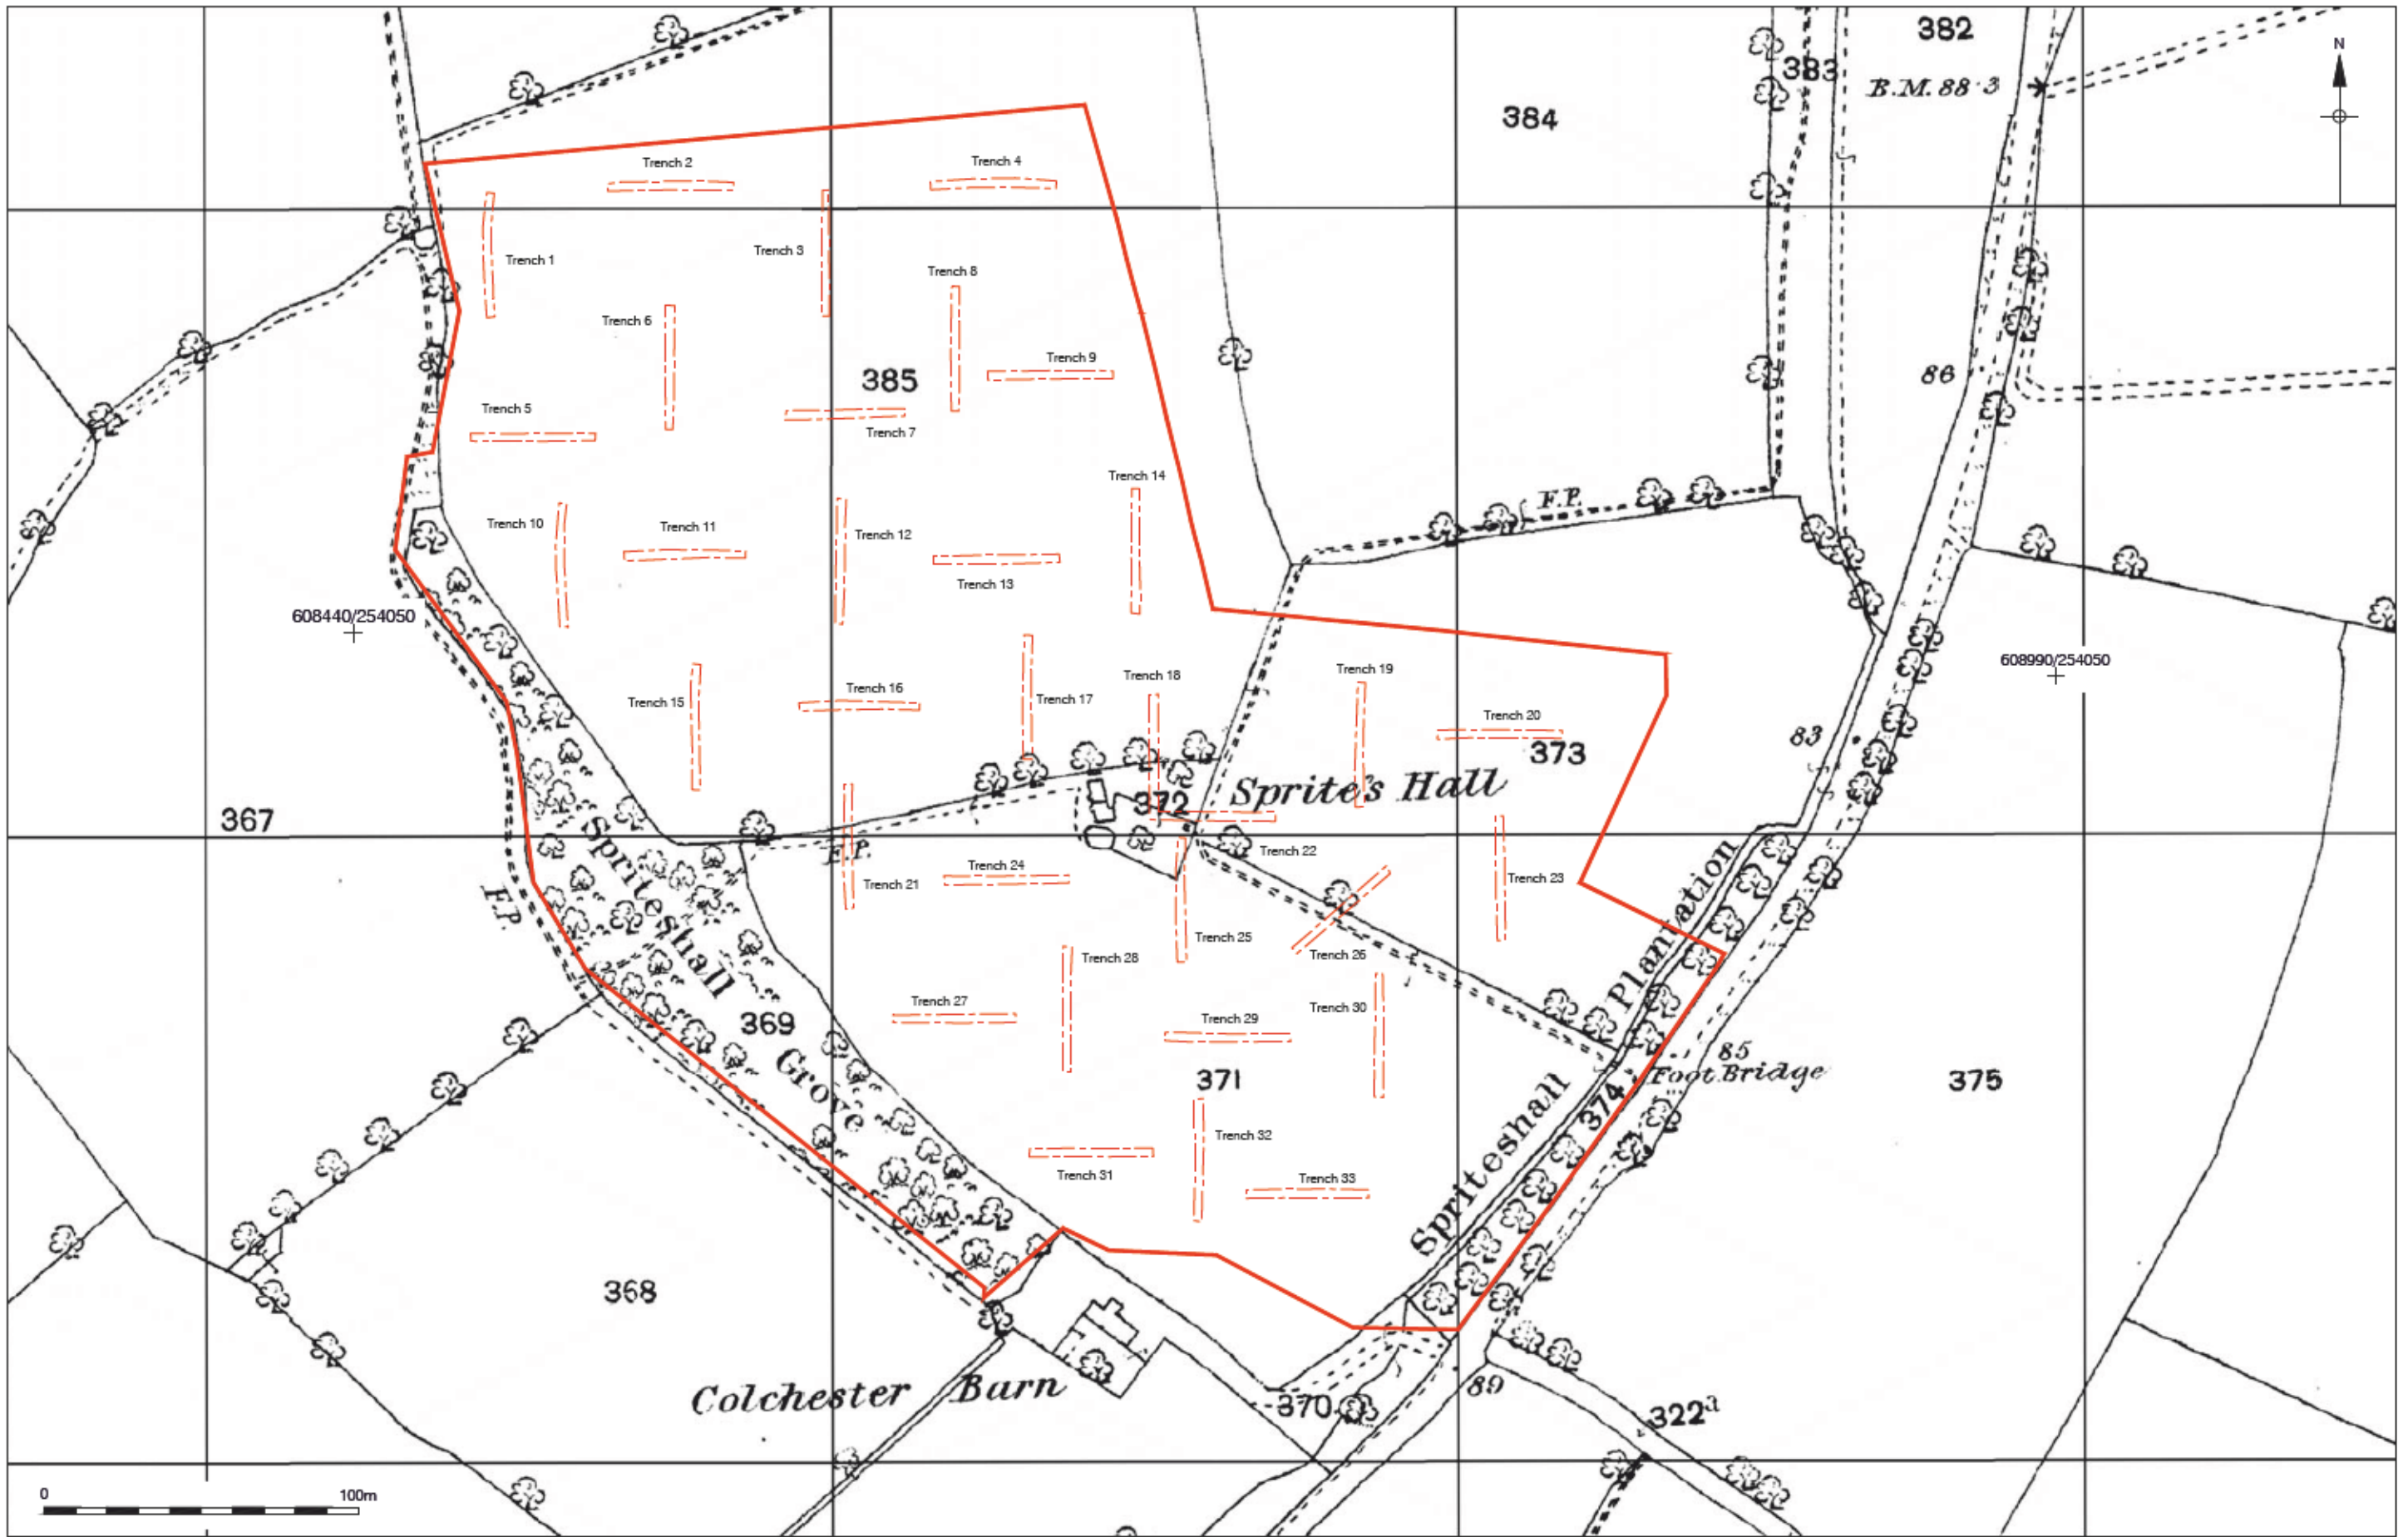 382
N
383
B.M. 88·3
384
Trench 2
Trench 4
Trench 1
Trench 3
Trench 8
Trench 6
Trench 9
86
385
Trench 5
Trench 7
Trench 14
F.P.
Trench 10
Trench 11
Trench 12
Trench 13
608440/254050
608990/254050
Trench 19
Trench 18
Trench 16
Trench 17
Trench 15
Trench 20
83
373
Sprite's Hall
372
367
F.P.
Trench 22
Trench 24
Trench 21
Trench 23
F.P.
Spriteshall
Grove
Trench 25
Trench 26
Trench 28
Trench 27
Trench 30
Trench 29
369
371
85
Foot Bridge
375
Spriteshall Plantation
374
Trench 32
Trench 31
Trench 33
368
Colchester Barn
89
370
322a
0 100m